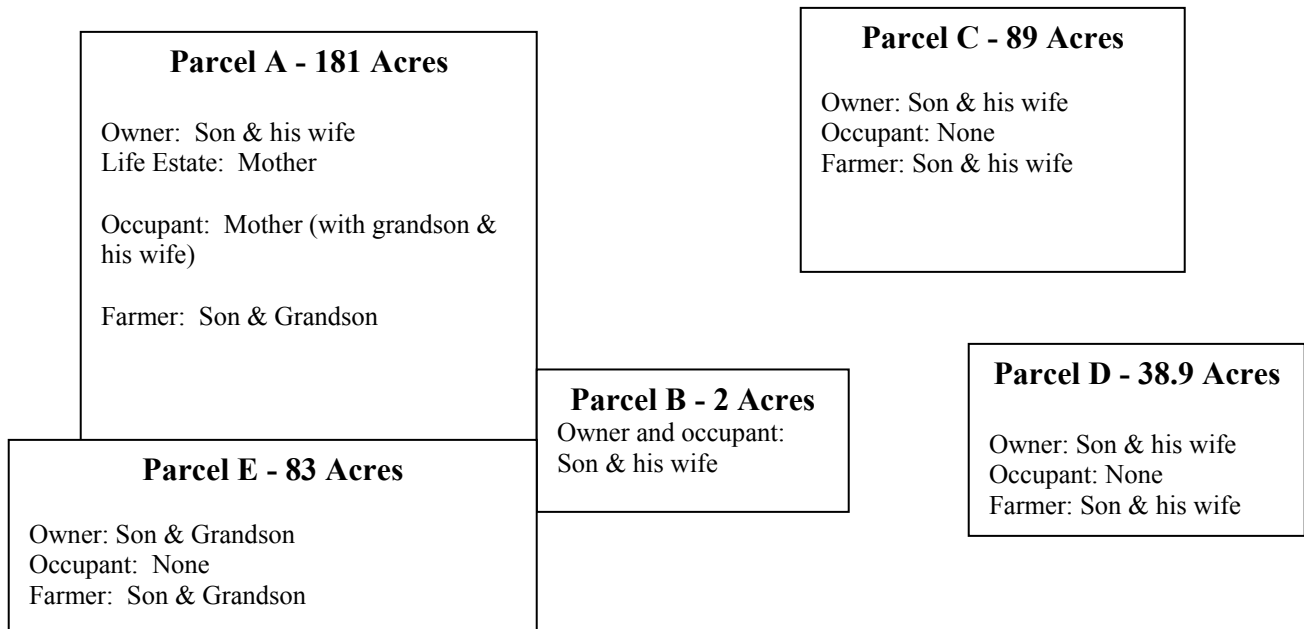 Parcel A - 181 Acres
Owner: Son & his wife
Life Estate: Mother
Occupant: Mother (with grandson &
his wife)
Farmer: Son & Grandson
Parcel C - 89 Acres
Owner: Son & his wife
Occupant: None
Farmer: Son & his wife
Parcel B - 2 Acres
Owner and occupant:
Son & his wife
Parcel D - 38.9 Acres
Owner: Son & his wife
Occupant: None
Farmer: Son & his wife
Parcel E - 83 Acres
Owner: Son & Grandson
Occupant: None
Farmer: Son & Grandson